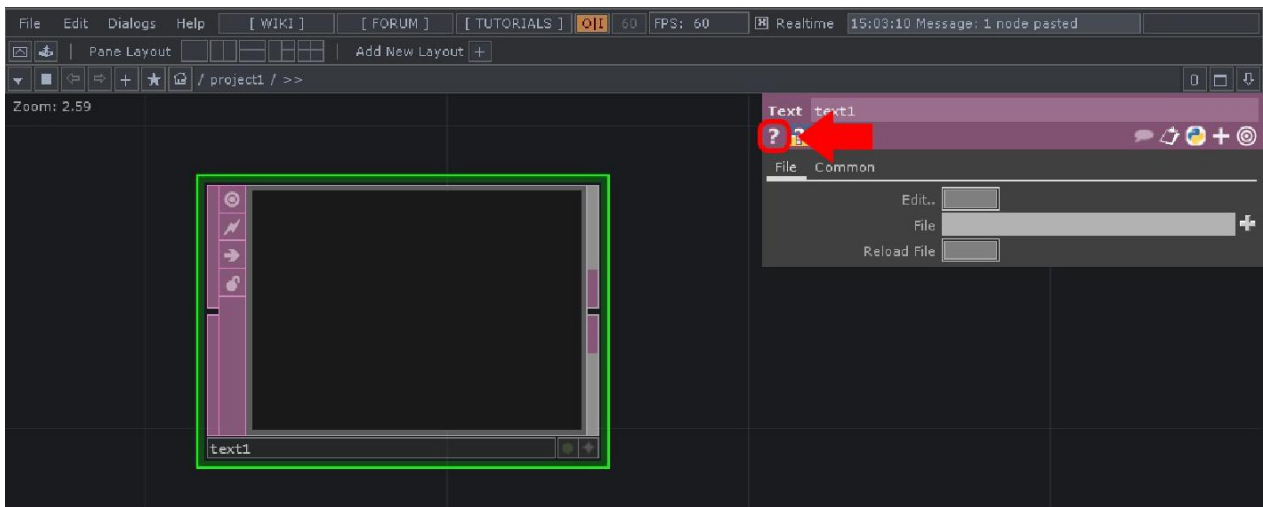 File Edit Dialogs Help [ WIKI ] [ FORUM ] [ TUTORIALS ] O|I 60 FPS: 60 Realtime 15:03:10 Message: 1 node pasted
Pane Layout Add New Layout +
/ project1 / >> 0
Zoom: 2.59
Text text1
?
File Common
Edit..
File
Reload File
text1